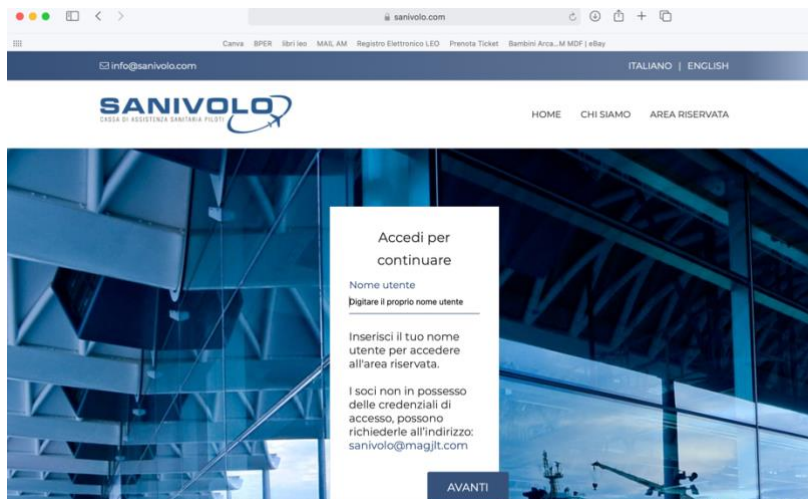 sanivolo.com
Canva BPER libri leo MAIL AM Registro Elettronico LEO Prenota Ticket Bambini Arca...M MDF | eBay
info@sanivolo.com ITALIANO | ENGLISH
SANIVOLO
CASSA DI ASSISTENZA SANITARIA PILOTI
HOME CHI SIAMO AREA RISERVATA
Accedi per
continuare
Nome utente
Digitare il proprio nome utente
Inserisci il tuo nome
utente per accedere
all'area riservata.
I soci non in possesso
delle credenziali di
accesso, possono
richiederle all'indirizzo:
sanivolo@magjlt.com
AVANTI